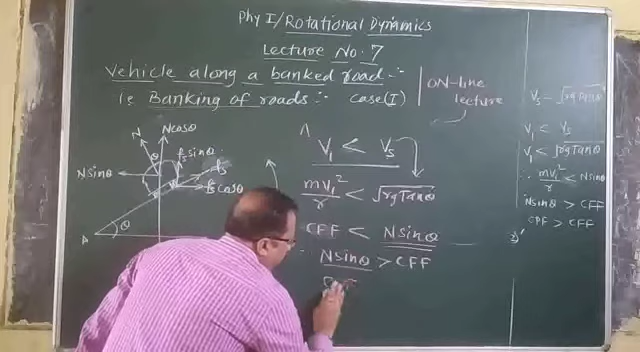 Phy I/Rotational Dynamics
Lecture No. 7
Vehicle along a banked road:-
is Banking of roads:- case(I)
ON-line
lecture
N
Ncosθ
fs sinθ
θ
fs
Nsinθ
fs cosθ
A
θ
V1 < Vs
mV1²/r < √rgTanθ
CFF < Nsinθ
Nsinθ > CFF
Vs = √rgTanθ
V1 < Vs
V1 < √rgTanθ
∴ mV1²/r < Nsinθ
Nsinθ > CFF
CPF > CFF